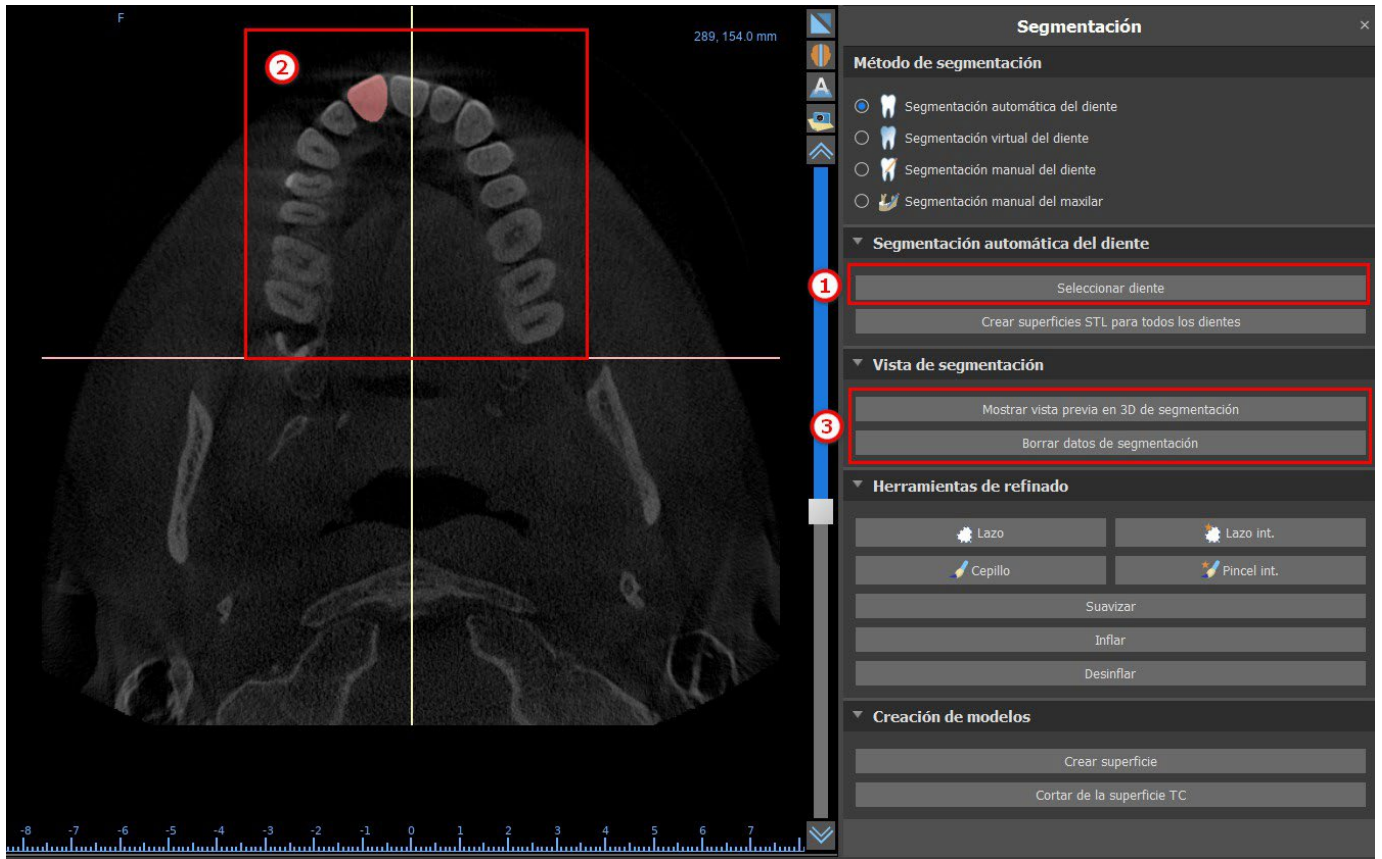 F
289, 154.0 mm
2
-8 -7 -6 -5 -4 -3 -2 -1 0 1 2 3 4 5 6 7
A
1
3
Segmentación ×
Método de segmentación
Segmentación automática del diente
Segmentación virtual del diente
Segmentación manual del diente
Segmentación manual del maxilar
Segmentación automática del diente
Seleccionar diente
Crear superficies STL para todos los dientes
Vista de segmentación
Mostrar vista previa en 3D de segmentación
Borrar datos de segmentación
Herramientas de refinado
Lazo Lazo int.
Cepillo Pincel int.
Suavizar
Inflar
Desinflar
Creación de modelos
Crear superficie
Cortar de la superficie TC